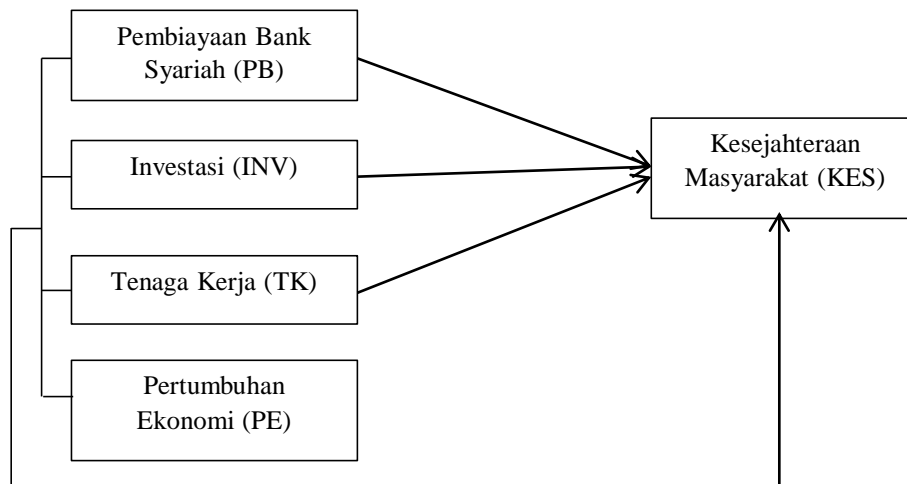 Pembiayaan Bank
Syariah (PB)
Investasi (INV)
Tenaga Kerja (TK)
Pertumbuhan
Ekonomi (PE)
Kesejahteraan
Masyarakat (KES)